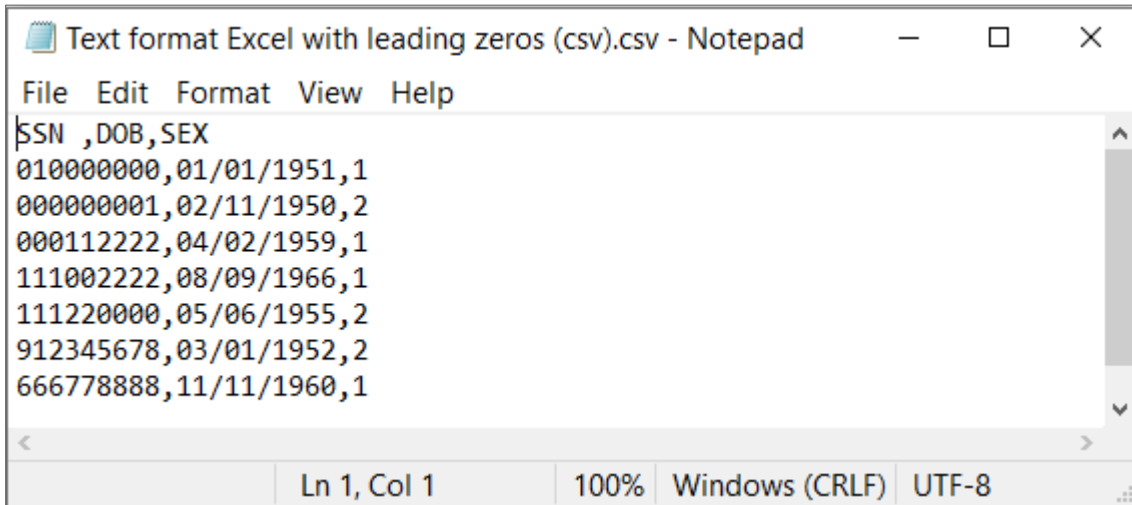 Text format Excel with leading zeros (csv).csv - Notepad
File Edit Format View Help
SSN ,DOB,SEX
010000000,01/01/1951,1
000000001,02/11/1950,2
000112222,04/02/1959,1
111002222,08/09/1966,1
111220000,05/06/1955,2
912345678,03/01/1952,2
666778888,11/11/1960,1
Ln 1, Col 1 100% Windows (CRLF) UTF-8